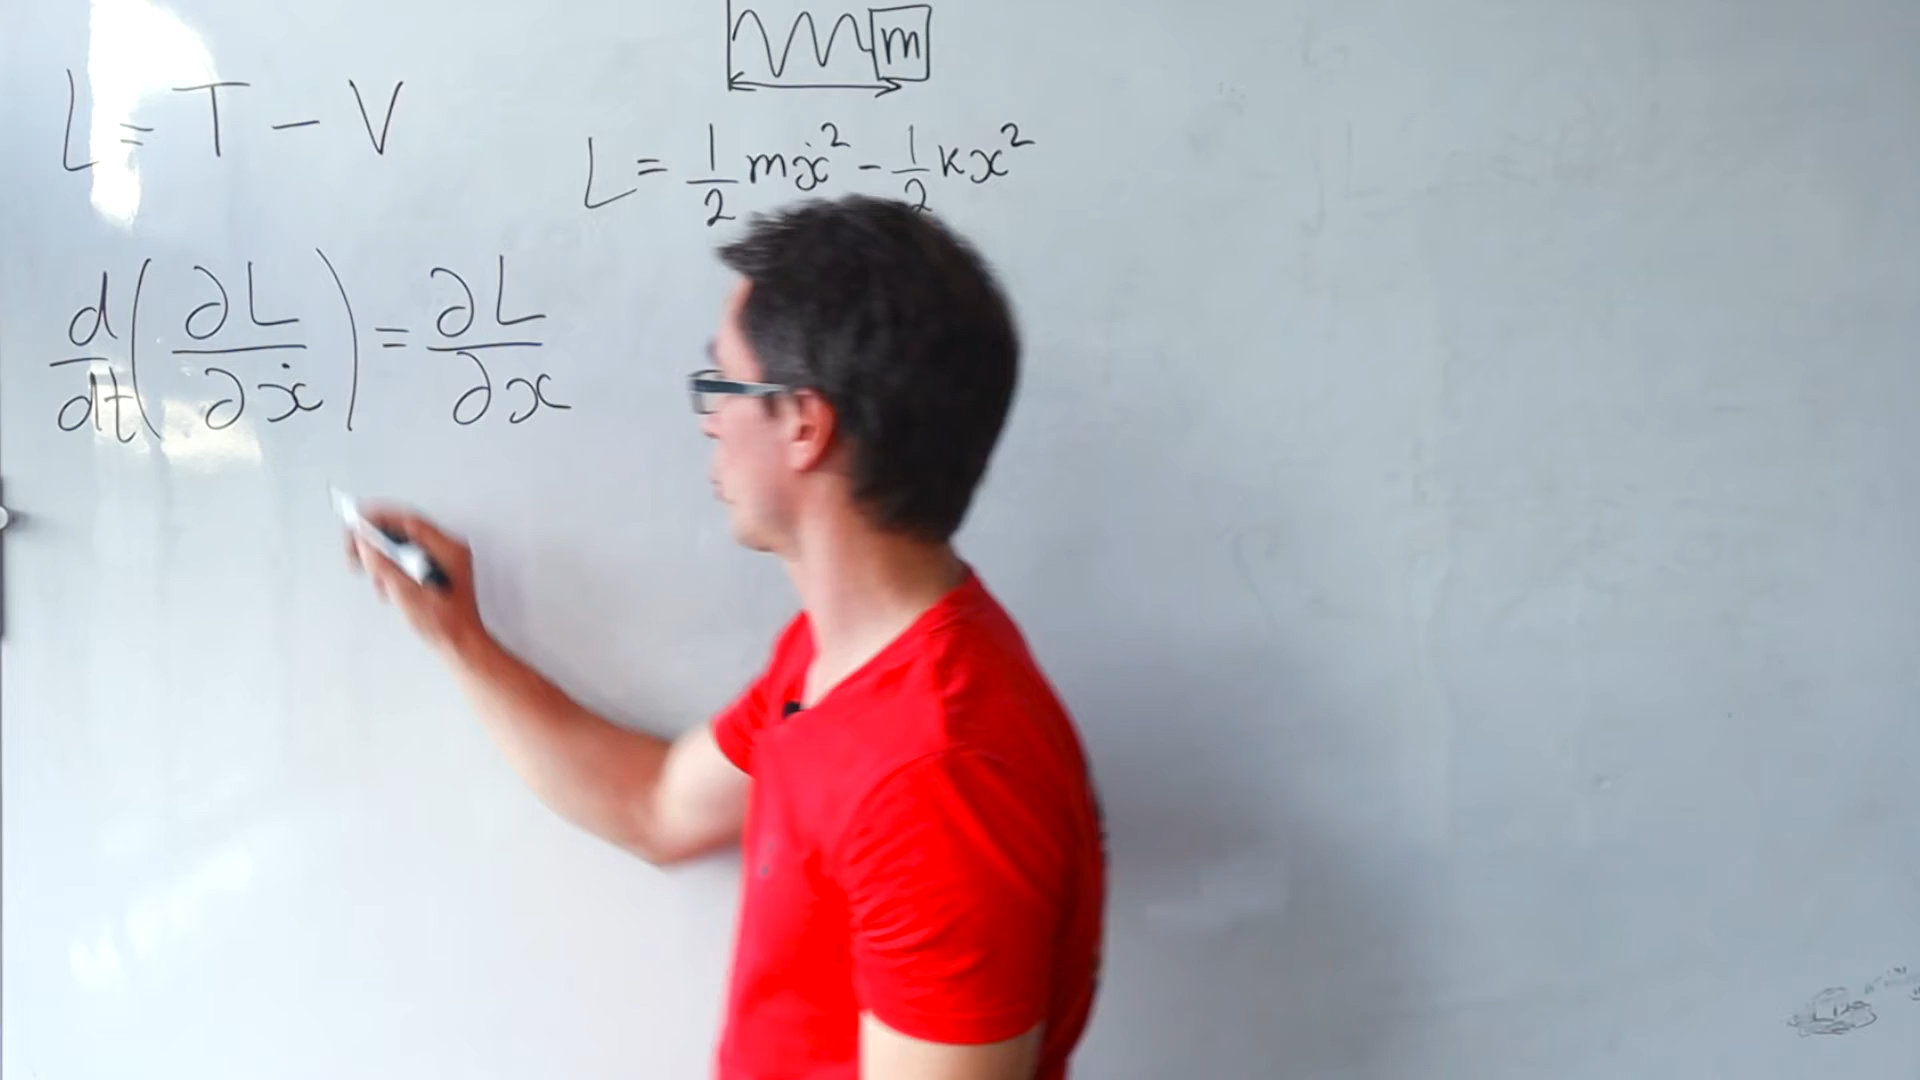 m
L = T - V
L = 1/2 mẋ² - 1/2 kx²
d/dt (∂L/∂ẋ) = ∂L/∂x